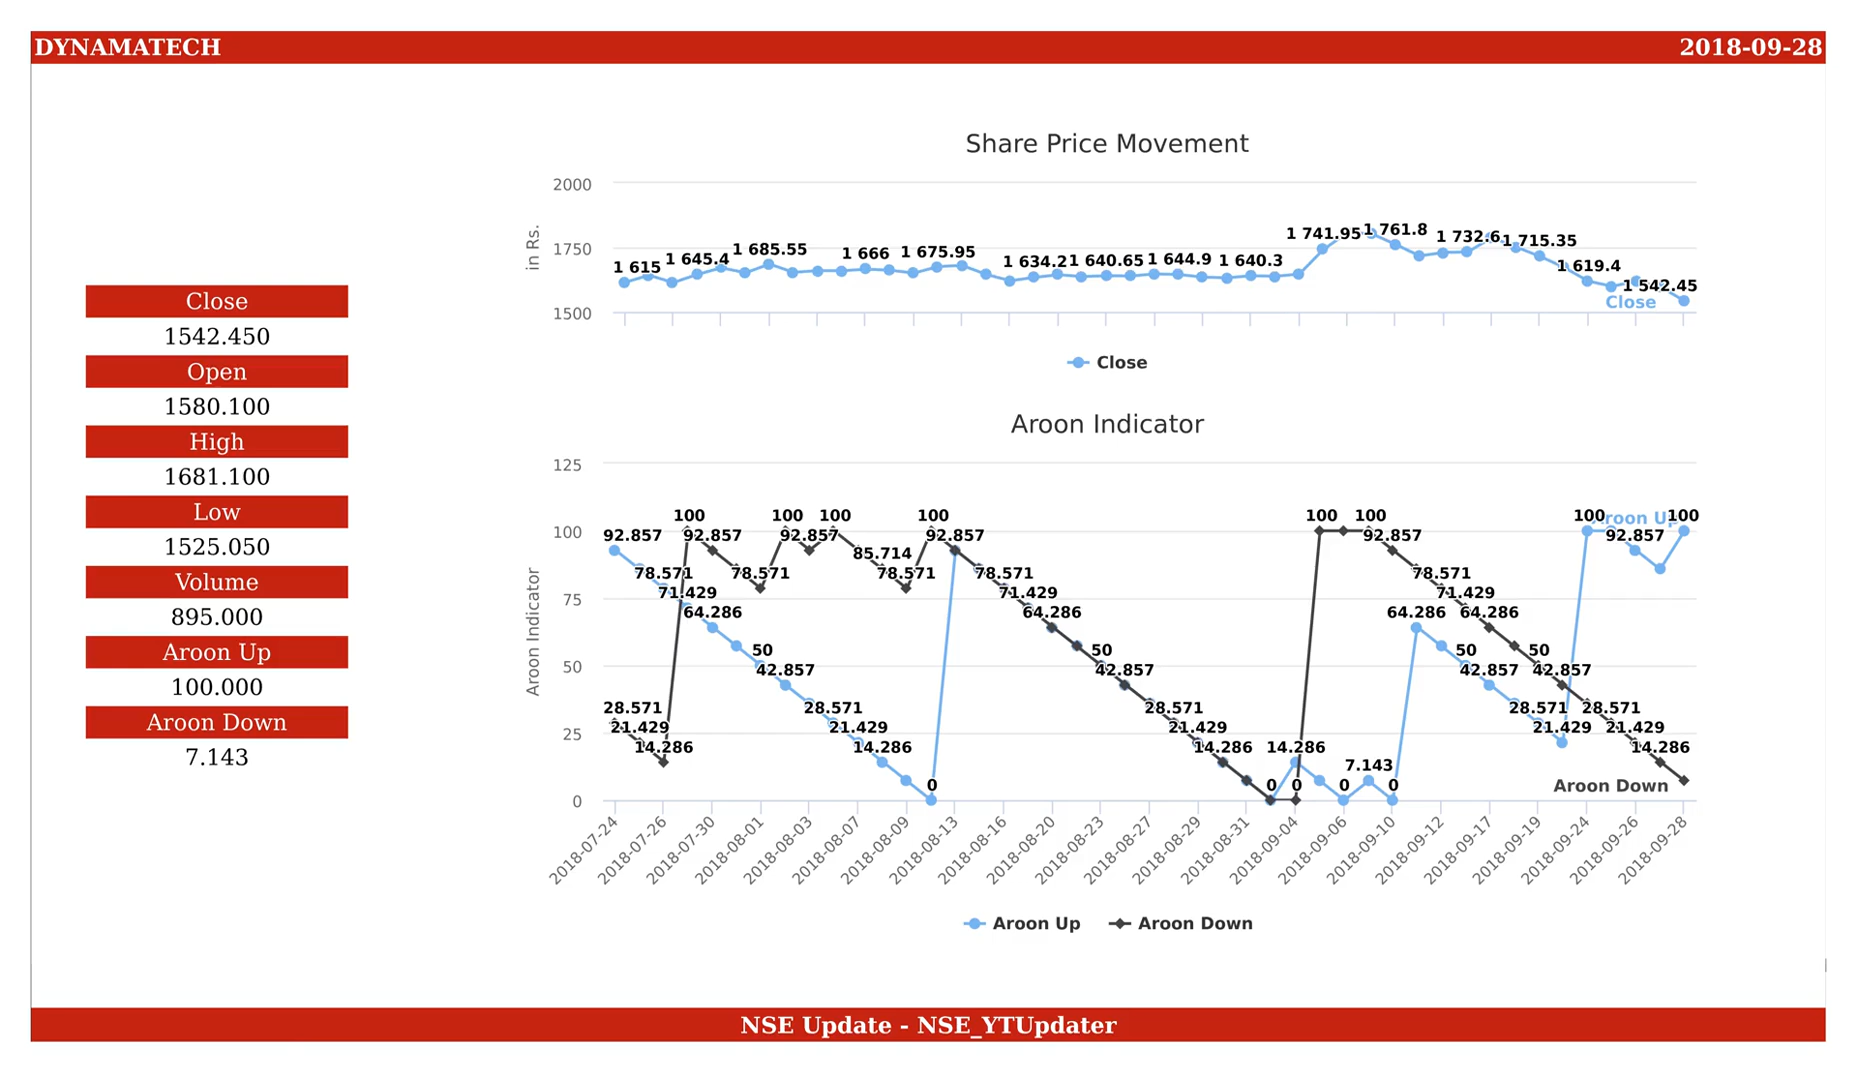 DYNAMATECH 2018-09-28
Close
1542.450
Open
1580.100
High
1681.100
Low
1525.050
Volume
895.000
Aroon Up
100.000
Aroon Down
7.143
Share Price Movement
in Rs.
2000
1750
1500
1 615 1 645.4 1 685.55 1 666 1 675.95 1 634.2 1 640.65 1 644.9 1 640.3 1 741.95 1 761.8 1 732.6 1 715.35 1 619.4 1 542.45
Close
Close
Aroon Indicator
Aroon Indicator
125
100
75
50
25
0
100 100 100 100 100 100 100 100
92.857 92.857 92.857 92.857 92.857 92.857
Aroon Up
85.714
78.571 78.571 78.571 78.571 78.571
71.429 71.429 71.429
64.286 64.286 64.286 64.286
50 50 50 50
42.857 42.857 42.857 42.857
28.571 28.571 28.571 28.571 28.571
21.429 21.429 21.429 21.429 21.429
14.286 14.286 14.286 14.286 14.286
7.143
0 0 0 0 0
Aroon Down
2018-07-24 2018-07-26 2018-07-30 2018-08-01 2018-08-03 2018-08-07 2018-08-09 2018-08-13 2018-08-16 2018-08-20 2018-08-23 2018-08-27 2018-08-29 2018-08-31 2018-09-04 2018-09-06 2018-09-10 2018-09-12 2018-09-17 2018-09-19 2018-09-24 2018-09-26 2018-09-28
Aroon Up Aroon Down
NSE Update - NSE_YTUpdater